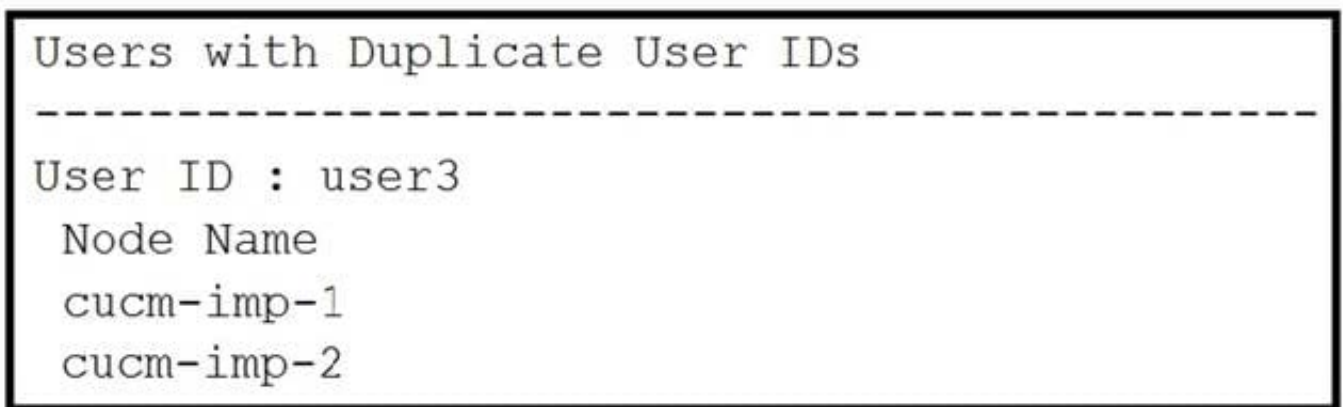 Users with Duplicate User IDs
---------------------------------------------
User ID : user3
Node Name
cucm-imp-1
cucm-imp-2